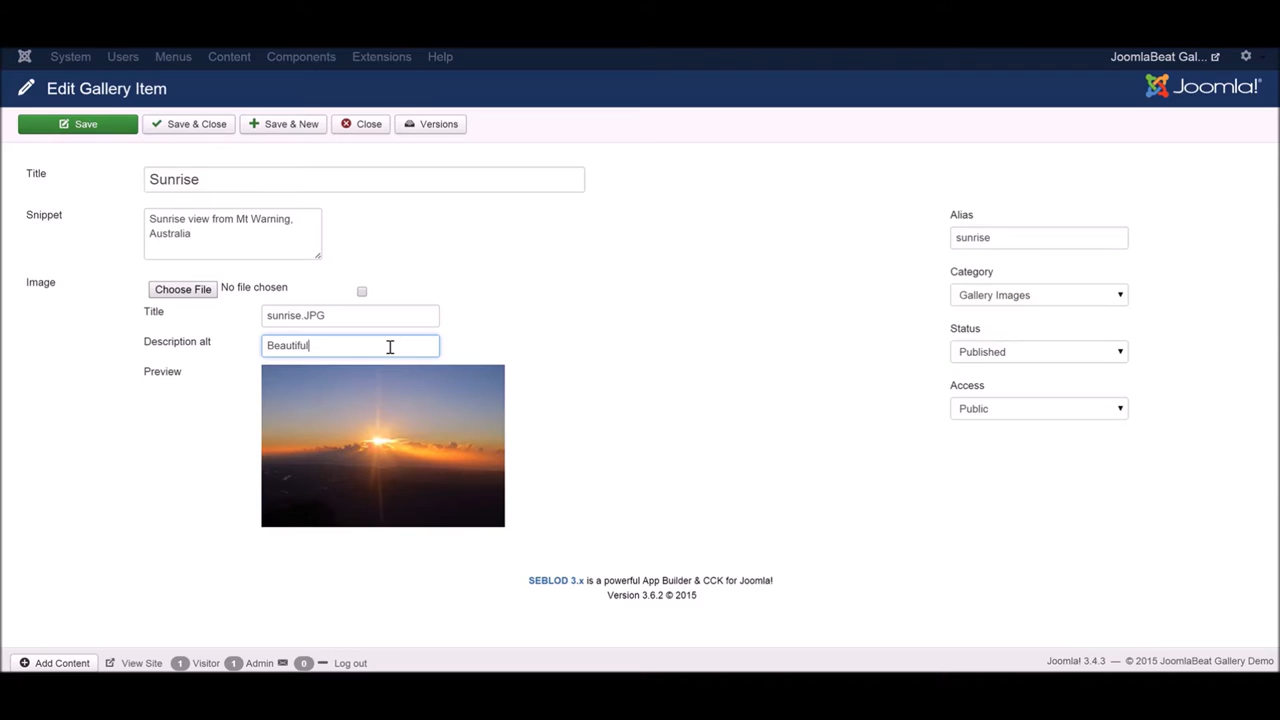 System Users Menus Content Components Extensions Help JoomlaBeat Gal...
Edit Gallery Item Joomla!®
Save Save & Close Save & New Close Versions
Title
Sunrise
Snippet
Sunrise view from Mt Warning,
Australia
Image
Choose File No file chosen
Title
sunrise.JPG
Description alt
Beautiful
Preview
Alias
sunrise
Category
Gallery Images
Status
Published
Access
Public
SEBLOD 3.x is a powerful App Builder & CCK for Joomla!
Version 3.6.2 © 2015
Add Content View Site 1 Visitor 1 Admin 0 Log out Joomla! 3.4.3 — © 2015 JoomlaBeat Gallery Demo